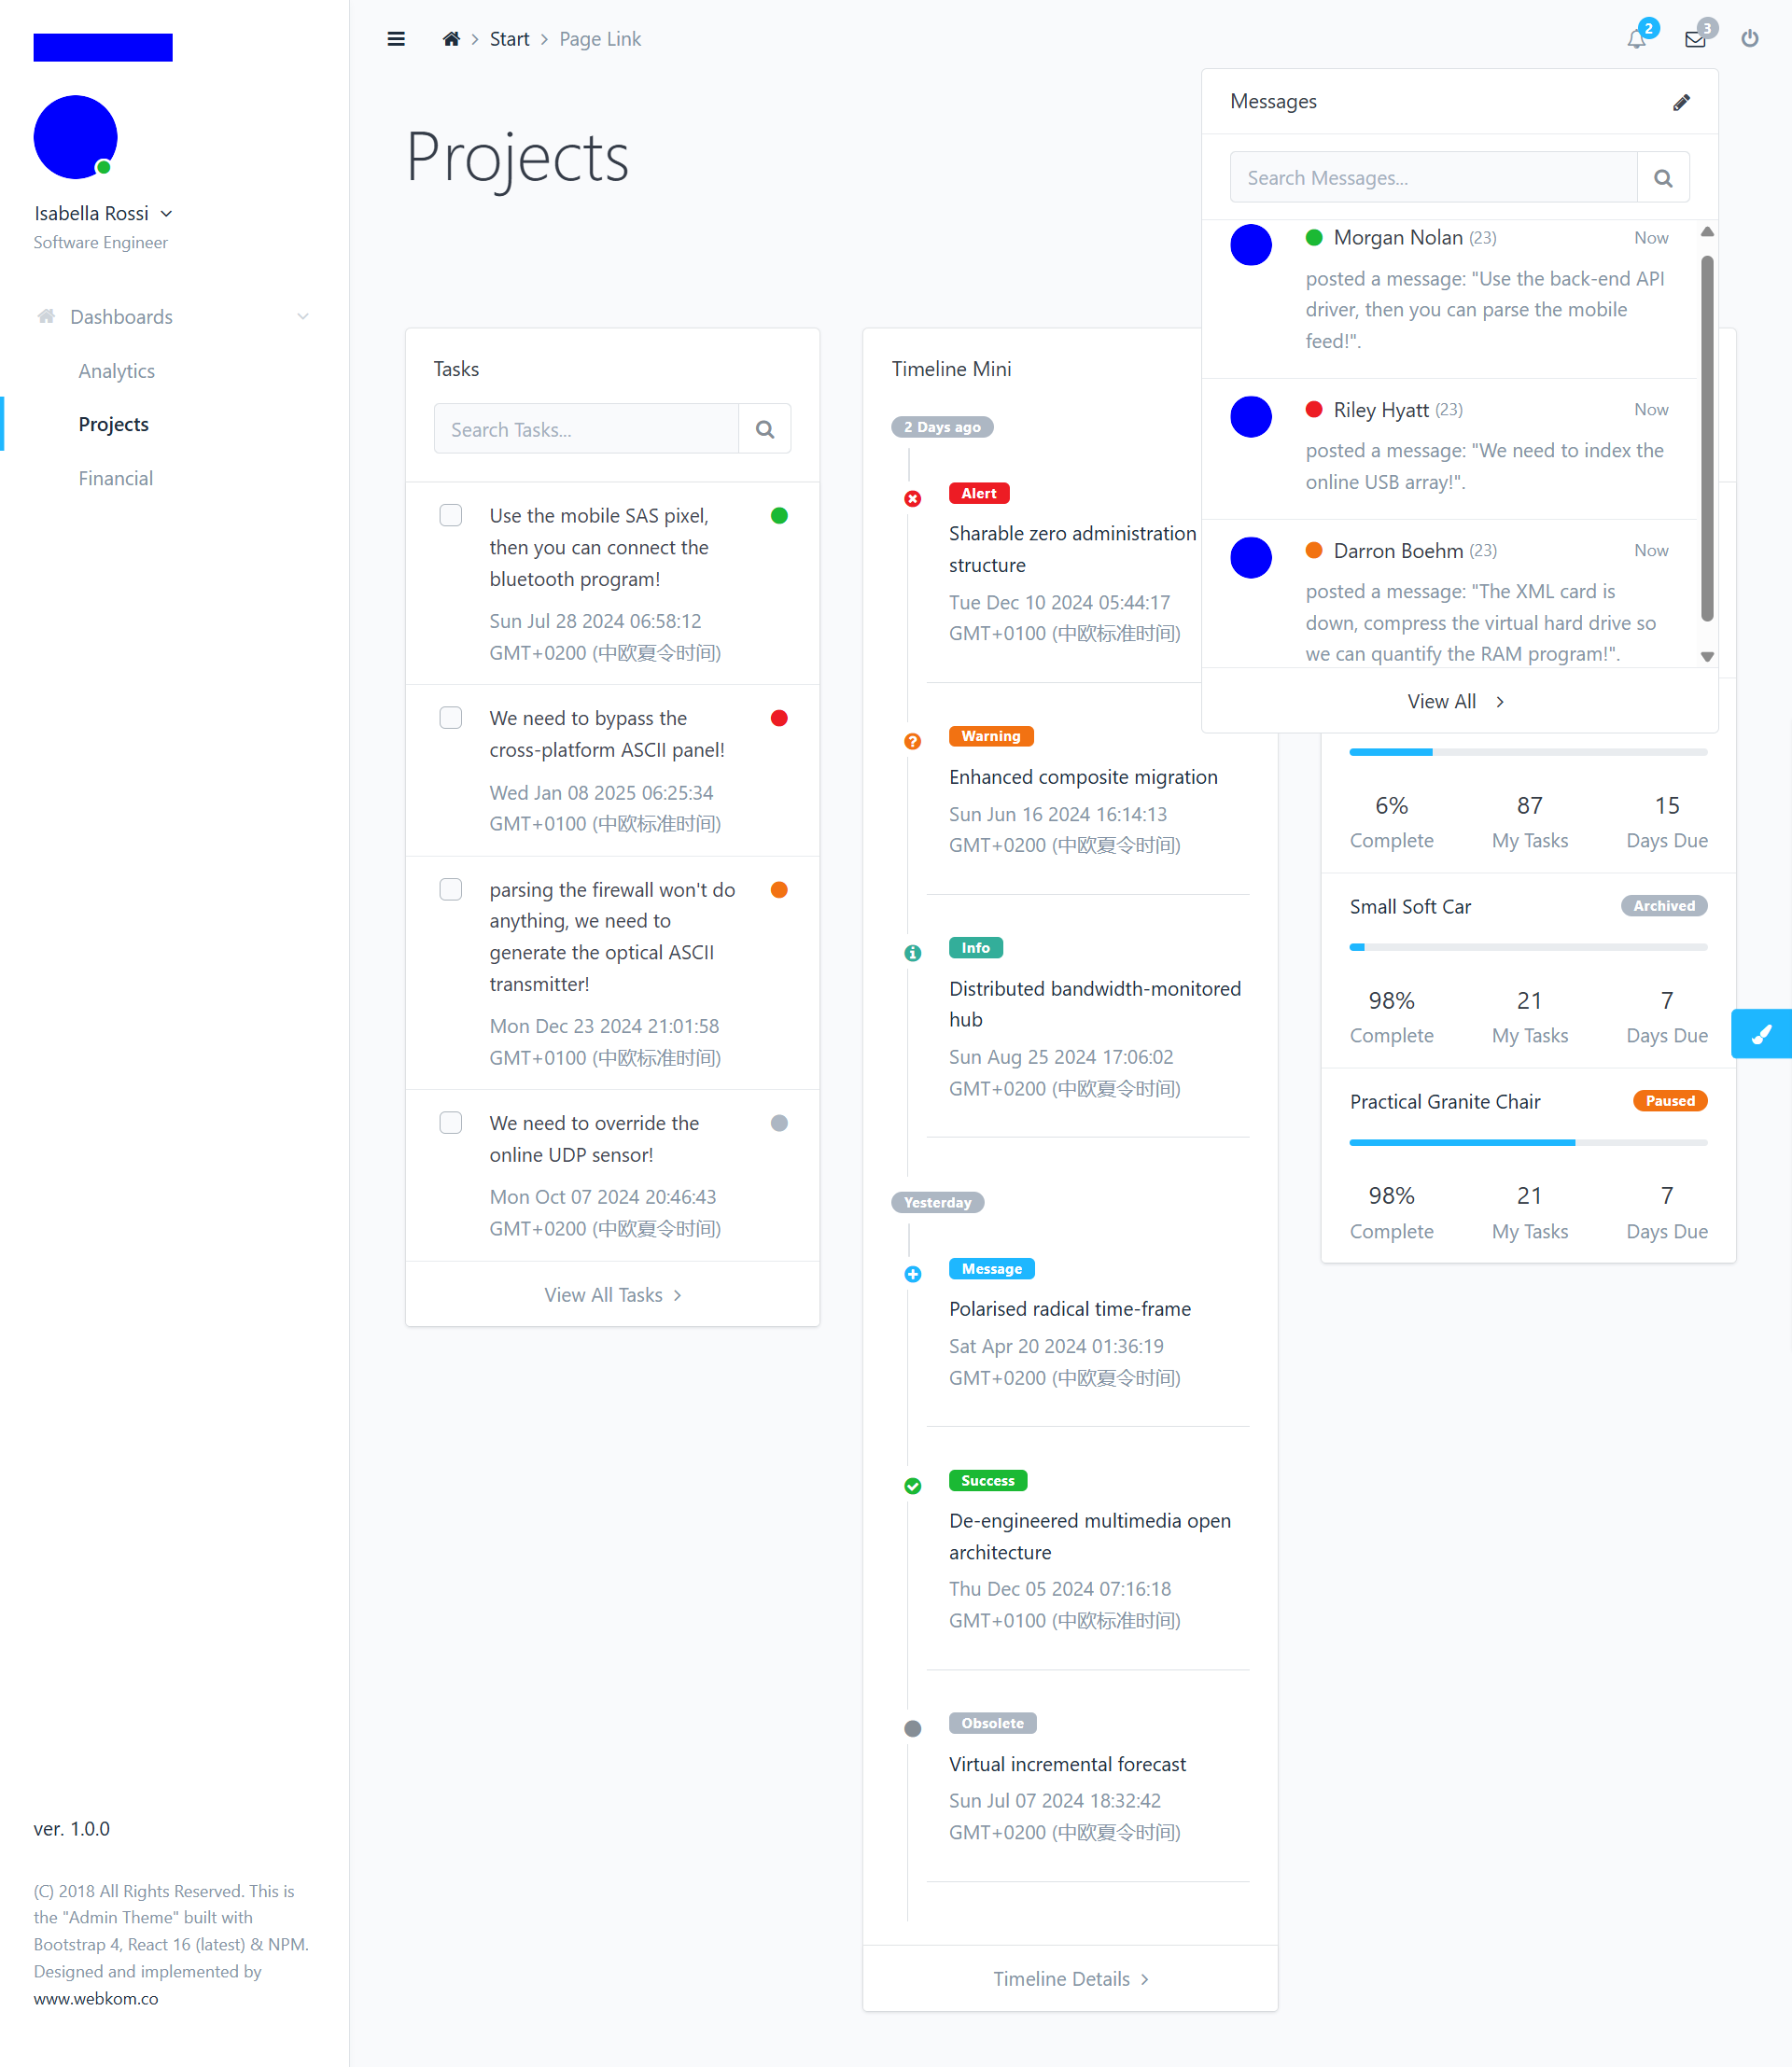 Isabella Rossi
Software Engineer
Dashboards
Analytics
Projects
Financial
ver. 1.0.0
(C) 2018 All Rights Reserved. This is
the "Admin Theme" built with
Bootstrap 4, React 16 (latest) & NPM.
Designed and implemented by
www.webkom.co
Start
Page Link
2
3
Projects
Tasks
Search Tasks...
Use the mobile SAS pixel,
then you can connect the
bluetooth program!
Sun Jul 28 2024 06:58:12
GMT+0200 (中欧夏令时间)
We need to bypass the
cross-platform ASCII panel!
Wed Jan 08 2025 06:25:34
GMT+0100 (中欧标准时间)
parsing the firewall won't do
anything, we need to
generate the optical ASCII
transmitter!
Mon Dec 23 2024 21:01:58
GMT+0100 (中欧标准时间)
We need to override the
online UDP sensor!
Mon Oct 07 2024 20:46:43
GMT+0200 (中欧夏令时间)
View All Tasks
Timeline Mini
2 Days ago
Alert
Sharable zero administration
structure
Tue Dec 10 2024 05:44:17
GMT+0100 (中欧标准时间)
Warning
Enhanced composite migration
Sun Jun 16 2024 16:14:13
GMT+0200 (中欧夏令时间)
Info
Distributed bandwidth-monitored
hub
Sun Aug 25 2024 17:06:02
GMT+0200 (中欧夏令时间)
Yesterday
Message
Polarised radical time-frame
Sat Apr 20 2024 01:36:19
GMT+0200 (中欧夏令时间)
Success
De-engineered multimedia open
architecture
Thu Dec 05 2024 07:16:18
GMT+0100 (中欧标准时间)
Obsolete
Virtual incremental forecast
Sun Jul 07 2024 18:32:42
GMT+0200 (中欧夏令时间)
Timeline Details
Messages
Search Messages...
Morgan Nolan (23) Now
posted a message: "Use the back-end API
driver, then you can parse the mobile
feed!".
Riley Hyatt (23) Now
posted a message: "We need to index the
online USB array!".
Darron Boehm (23) Now
posted a message: "The XML card is
down, compress the virtual hard drive so
we can quantify the RAM program!".
View All
6% 87 15
Complete My Tasks Days Due
Small Soft Car Archived
98% 21 7
Complete My Tasks Days Due
Practical Granite Chair Paused
98% 21 7
Complete My Tasks Days Due